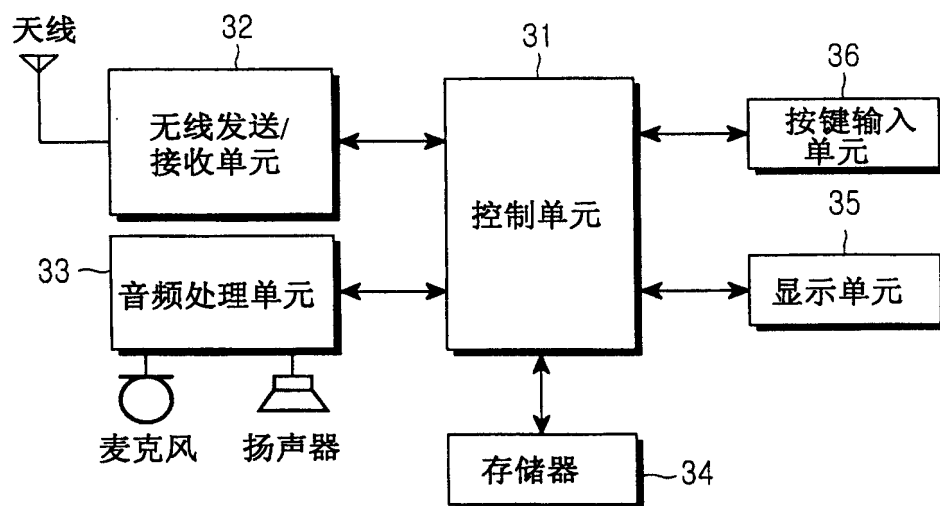 天线
32
无线发送/
接收单元
31
控制单元
36
按键输入
单元
33
音频处理单元
35
显示单元
麦克风
扬声器
存储器
34